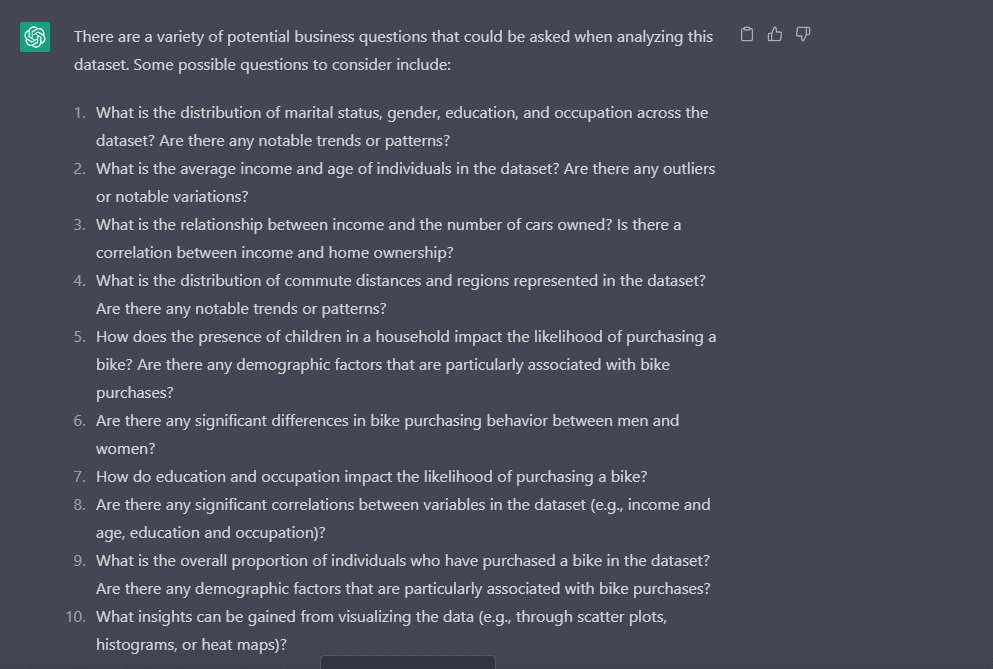 There are a variety of potential business questions that could be asked when analyzing this
dataset. Some possible questions to consider include:
1. What is the distribution of marital status, gender, education, and occupation across the
dataset? Are there any notable trends or patterns?
2. What is the average income and age of individuals in the dataset? Are there any outliers
or notable variations?
3. What is the relationship between income and the number of cars owned? Is there a
correlation between income and home ownership?
4. What is the distribution of commute distances and regions represented in the dataset?
Are there any notable trends or patterns?
5. How does the presence of children in a household impact the likelihood of purchasing a
bike? Are there any demographic factors that are particularly associated with bike
purchases?
6. Are there any significant differences in bike purchasing behavior between men and
women?
7. How do education and occupation impact the likelihood of purchasing a bike?
8. Are there any significant correlations between variables in the dataset (e.g., income and
age, education and occupation)?
9. What is the overall proportion of individuals who have purchased a bike in the dataset?
Are there any demographic factors that are particularly associated with bike purchases?
10. What insights can be gained from visualizing the data (e.g., through scatter plots,
histograms, or heat maps)?